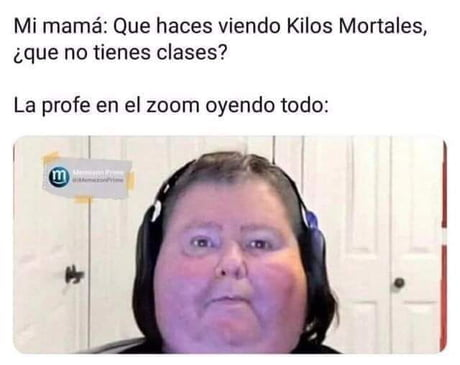 Mi mamá: Que haces viendo Kilos Mortales,
¿que no tienes clases?
La profe en el zoom oyendo todo:
m